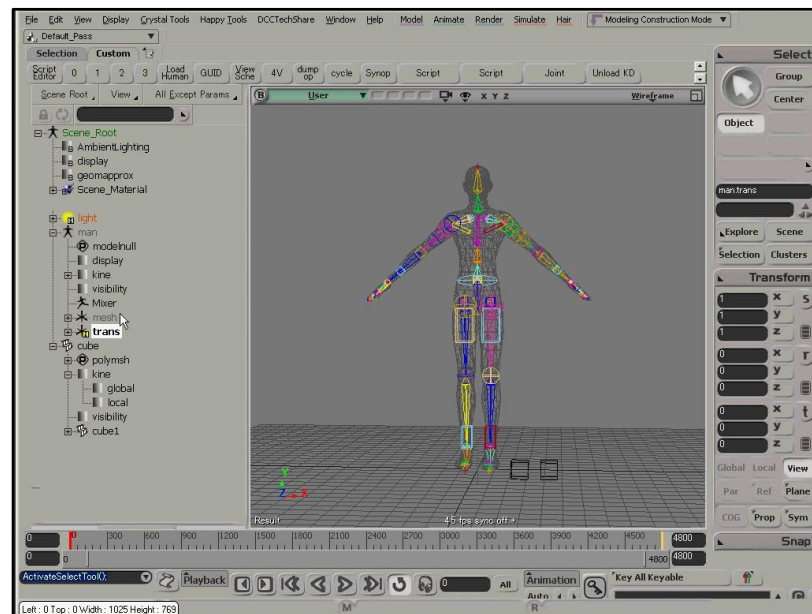 File Edit View Display Crystal Tools Happy Tools DCCTechShare Window Help Model Animate Render Simulate Hair Modeling Construction Mode
Default_Pass
Selection Custom
Script Editor 0 1 2 3 Load Human GUID View Sche 4V dump op cycle Synop Script Script Joint Unload KD
Scene Root View All Except Params
B User X Y Z Wireframe
Select
Group
Center
Object
man.trans
Explore Scene
Selection Clusters
Transform
1 x s
1 y
1 z
0 x r
0 y
0 z
0 x t
0 y
0 z
Global Local View
Par Ref Plane
COG Prop Sym
Snap
Scene_Root
AmbientLighting
display
geomapprox
Scene_Material
light
man
modelnull
display
kine
visibility
Mixer
mesh
trans
cube
polymsh
kine
global
local
visibility
cube1
Y
Z X
Result 45 fps sync off
0 0 300 600 900 1200 1500 1800 2100 2400 2700 3000 3300 3600 3900 4200 4500 4800
0 0 4800 4800
ActivateSelectTool(); Playback 0 All Animation Key All Keyable
Auto
Left : 0 Top : 0 Width : 1025 Height : 769 M R